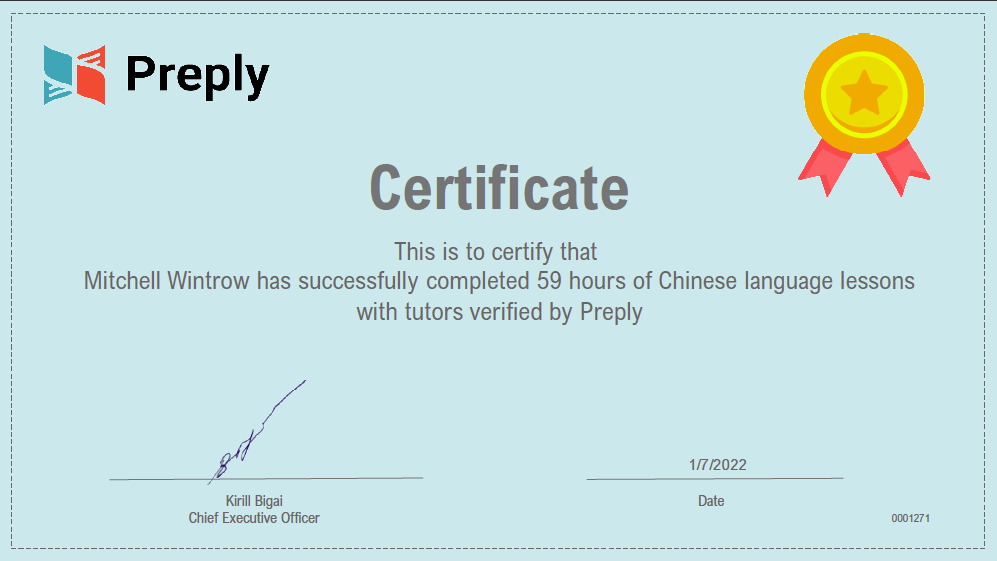 Preply
Certificate
This is to certify that
Mitchell Wintrow has successfully completed 59 hours of Chinese language lessons
with tutors verified by Preply
1/7/2022
Kirill Bigai
Chief Executive Officer
Date
0001271